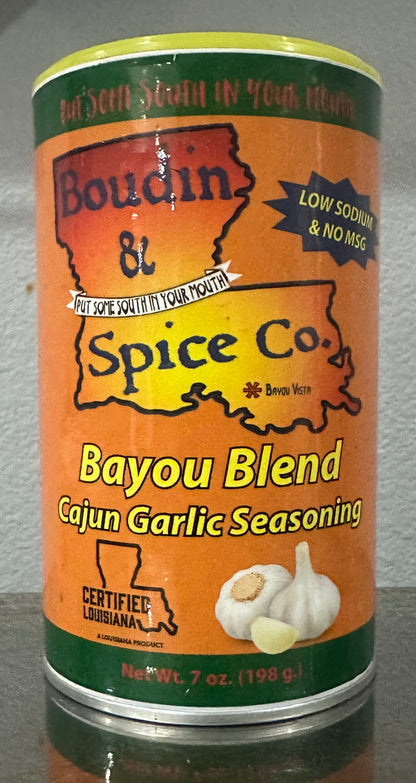 PUT SOME SOUTH IN YOUR MOUTH
Boudin
&
PUT SOME SOUTH IN YOUR MOUTH
Spice Co.
Bayou Vista
LOW SODIUM
& NO MSG
Bayou Blend
Cajun Garlic Seasoning
CERTIFIED
LOUISIANA
A LOUISIANA PRODUCT
Net Wt. 7 oz. (198 g.)